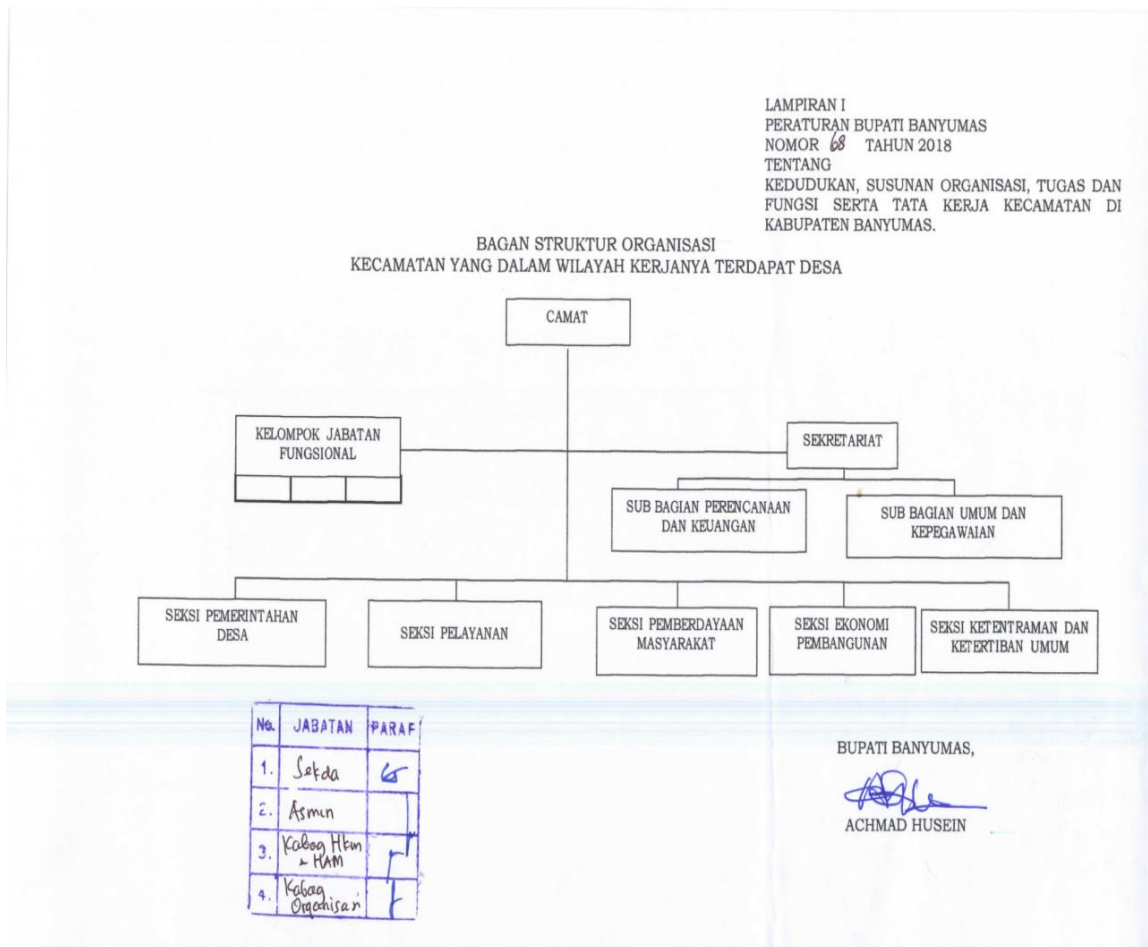 LAMPIRAN I
PERATURAN BUPATI BANYUMAS
NOMOR 68 TAHUN 2018
TENTANG
KEDUDUKAN, SUSUNAN ORGANISASI, TUGAS DAN
FUNGSI SERTA TATA KERJA KECAMATAN DI
KABUPATEN BANYUMAS.
BAGAN STRUKTUR ORGANISASI
KECAMATAN YANG DALAM WILAYAH KERJANYA TERDAPAT DESA
CAMAT
KELOMPOK JABATAN
FUNGSIONAL
SEKRETARIAT
SUB BAGIAN PERENCANAAN
DAN KEUANGAN
SUB BAGIAN UMUM DAN
KEPEGAWAIAN
SEKSI PEMERINTAHAN
DESA
SEKSI PELAYANAN
SEKSI PEMBERDAYAAN
MASYARAKAT
SEKSI EKONOMI
PEMBANGUNAN
SEKSI KETENTRAMAN DAN
KETERTIBAN UMUM
No. JABATAN PARAF
1. Sekda
2. Asmin
3. Kabag Hkm
& HAM
4. Kabag
Organisasi
BUPATI BANYUMAS,
ACHMAD HUSEIN